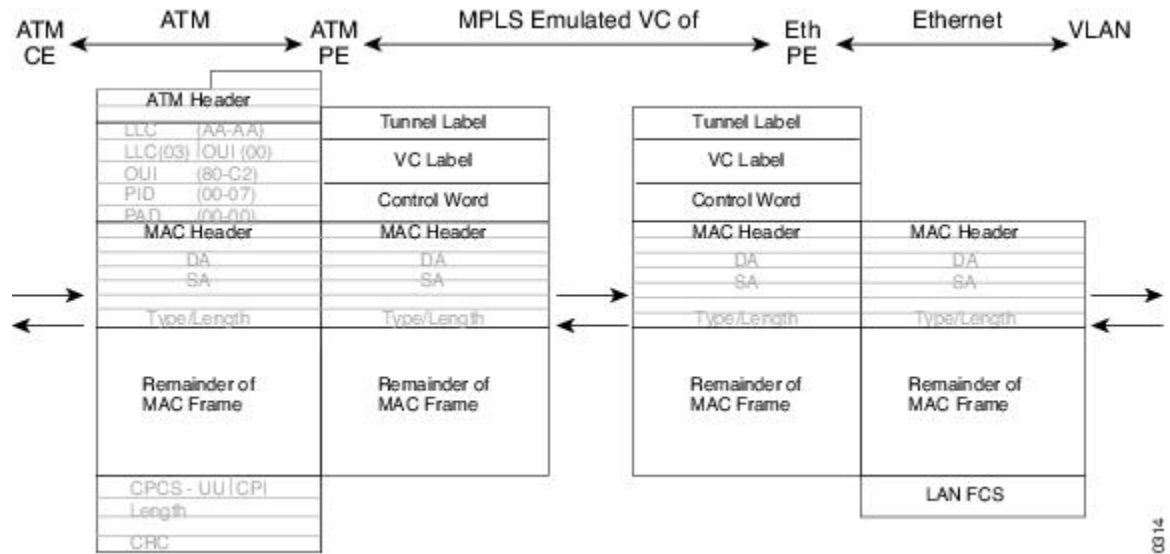 ATM CE
ATM
ATM PE
MPLS Emulated VC of
Eth PE
Ethernet
VLAN
ATM Header
LLC (AA-AA)
LLC(03) OUI (00)
OUI (80-C2)
PID (00-07)
PAD (00-00)
MAC Header
DA
SA
Type/Length
Remainder of
MAC Frame
CPCS - UU CPI
Length
CRC
Tunnel Label
VC Label
Control Word
MAC Header
DA
SA
Type/Length
Remainder of
MAC Frame
Tunnel Label
VC Label
Control Word
MAC Header
DA
SA
Type/Length
Remainder of
MAC Frame
MAC Header
DA
SA
Type/Length
Remainder of
MAC Frame
LAN FCS
0314